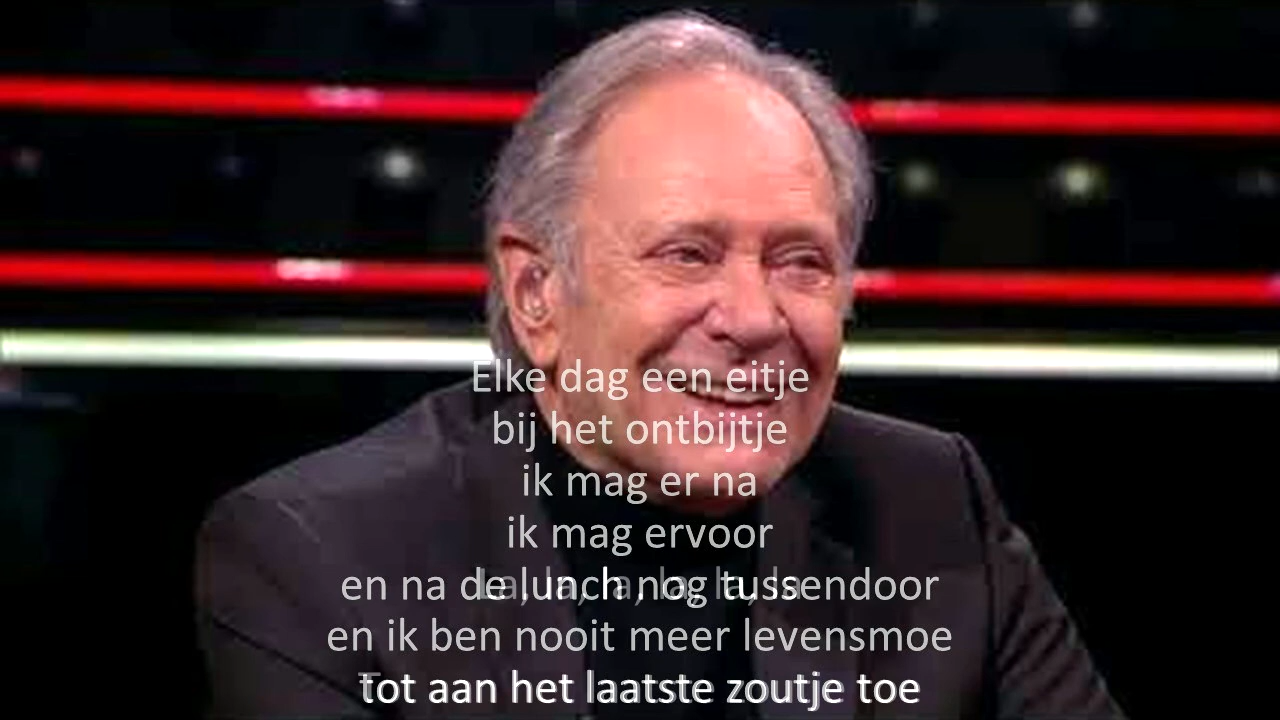 Elke dag een eitje
bij het ontbijtje
ik mag er na
ik mag ervoor
en na de lunch nog tussendoor
en ik ben nooit meer levensmoe
tot aan het laatste zoutje toe